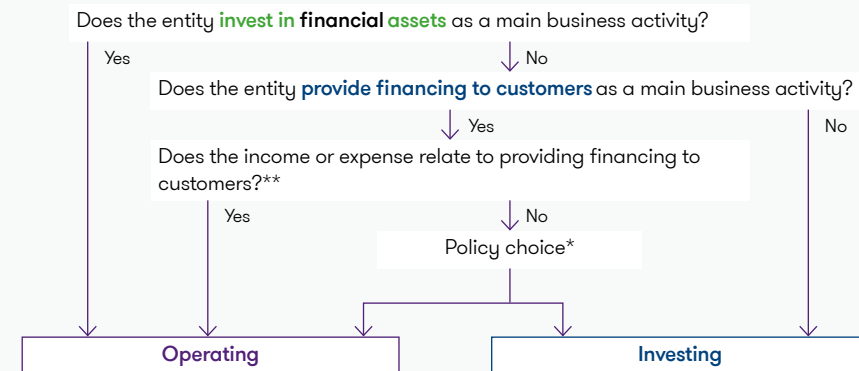 Does the entity invest in financial assets as a main business activity?
Yes
No
Does the entity provide financing to customers as a main business activity?
Yes
No
Does the income or expense relate to providing financing to
customers?**
Yes
No
Policy choice*
Operating
Investing